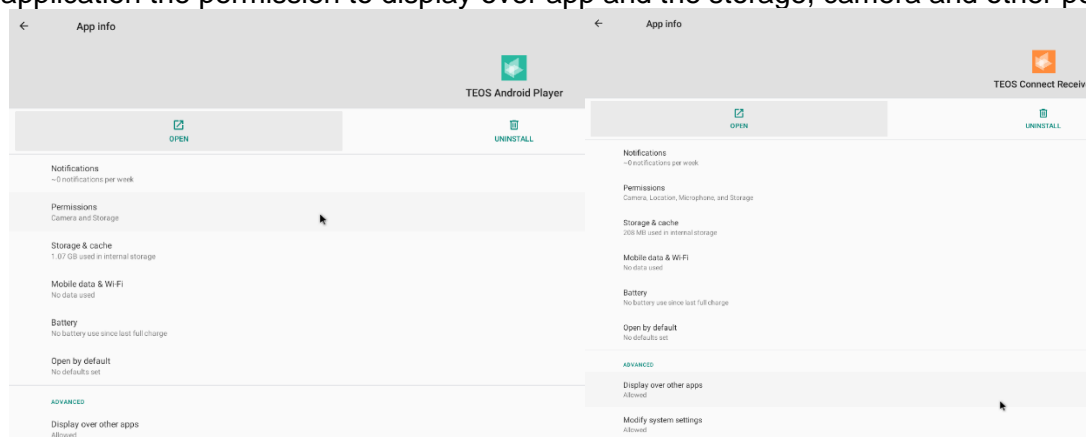 application the permission to display over app and the storage, camera and other
App info
TEOS Android Player
OPEN
UNINSTALL
Notifications
~0 notifications per week
Permissions
Camera and Storage
Storage & cache
1.07 GB used in internal storage
Mobile data & Wi-Fi
No data used
Battery
No battery use since last full charge
Open by default
No defaults set
ADVANCED
Display over other apps
Allowed
App info
TEOS Connect Receiv
OPEN
UNINSTALL
Notifications
~0 notifications per week
Permissions
Camera, Location, Microphone, and Storage
Storage & cache
208 MB used in internal storage
Mobile data & Wi-Fi
No data used
Battery
No battery use since last full charge
Open by default
No defaults set
ADVANCED
Display over other apps
Allowed
Modify system settings
Allowed